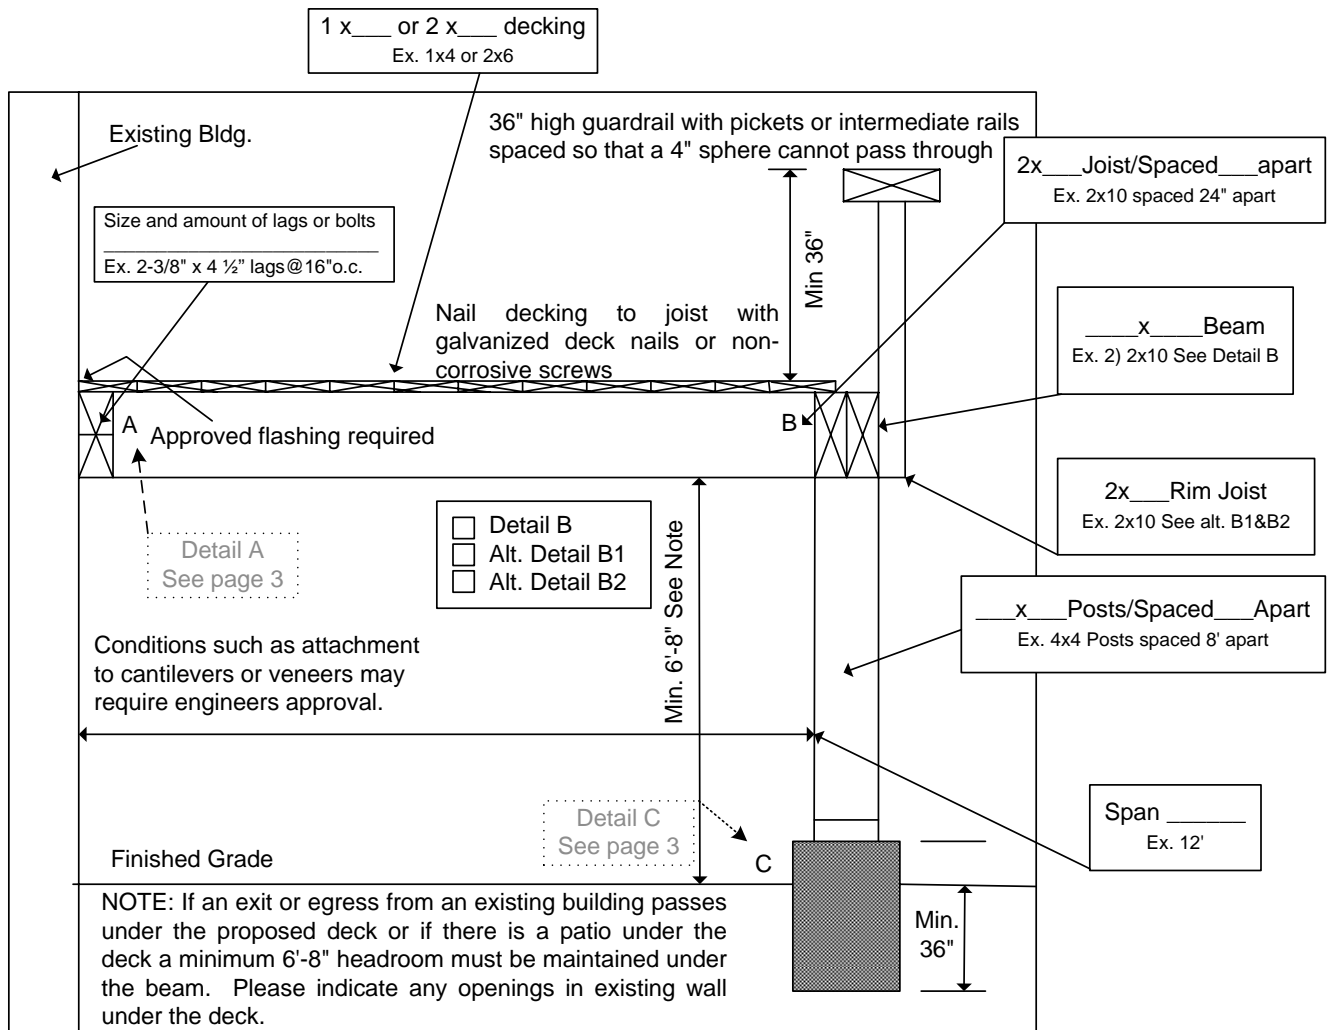 1 x___ or 2 x___ decking
Ex. 1x4 or 2x6
Existing Bldg.
36" high guardrail with pickets or intermediate rails
spaced so that a 4" sphere cannot pass through
2x___Joist/Spaced___apart
Ex. 2x10 spaced 24" apart
Size and amount of lags or bolts
_________________________
Ex. 2-3/8" x 4 ½” lags@16"o.c.
Min 36"
Nail decking to joist with
galvanized deck nails or non-
corrosive screws
____x____Beam
Ex. 2) 2x10 See Detail B
A
Approved flashing required
B
2x___Rim Joist
Ex. 2x10 See alt. B1&B2
Detail A
See page 3
Detail B
Alt. Detail B1
Alt. Detail B2
Min. 6'-8" See Note
___x___Posts/Spaced___Apart
Ex. 4x4 Posts spaced 8' apart
Conditions such as attachment
to cantilevers or veneers may
require engineers approval.
Span ______
Ex. 12'
Detail C
See page 3
C
Finished Grade
NOTE: If an exit or egress from an existing building passes
under the proposed deck or if there is a patio under the
deck a minimum 6'-8" headroom must be maintained under
the beam. Please indicate any openings in existing wall
under the deck.
Min.
36"